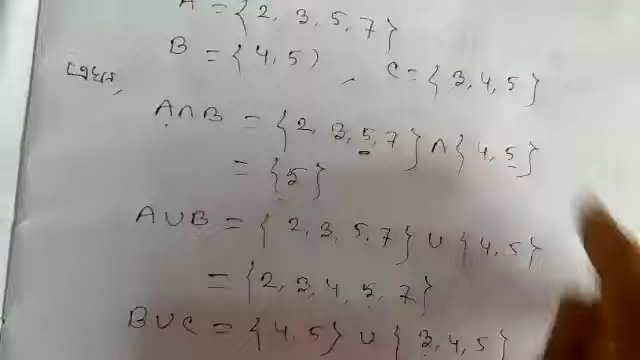 A = { 2, 3, 5, 7 }
B = { 4, 5 } , C = { 3, 4, 5 }
এখন,
A∩B = { 2, 3, 5, 7 } ∩ { 4, 5 }
= { 5 }
A∪B = { 2, 3, 5, 7 } ∪ { 4, 5 }
= { 2, 3, 4, 5, 7 }
B∪C = { 4, 5 } ∪ { 3, 4, 5 }